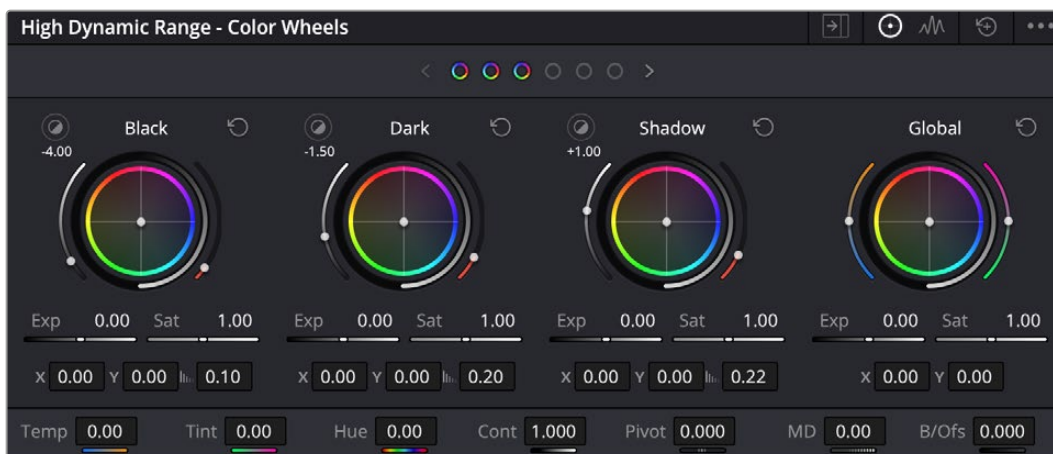 High Dynamic Range - Color Wheels
Black Dark Shadow Global
-4.00 -1.50 +1.00
Exp 0.00 Sat 1.00 Exp 0.00 Sat 1.00 Exp 0.00 Sat 1.00 Exp 0.00 Sat 1.00
X 0.00 Y 0.00 0.10 X 0.00 Y 0.00 0.20 X 0.00 Y 0.00 0.22 X 0.00 Y 0.00
Temp 0.00 Tint 0.00 Hue 0.00 Cont 1.000 Pivot 0.000 MD 0.00 B/Ofs 0.000